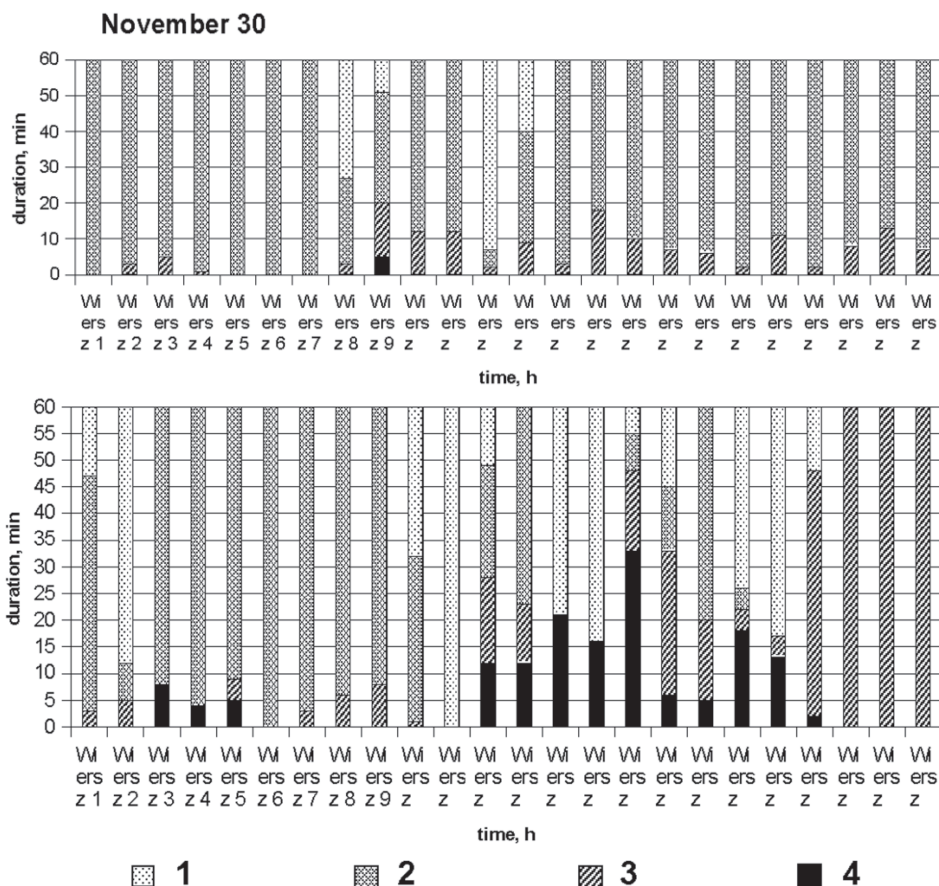 November 30
duration, min
60
50
40
30
20
10
0
Wi Wi Wi Wi Wi Wi Wi Wi Wi Wi Wi Wi Wi Wi Wi Wi Wi Wi Wi Wi Wi Wi Wi Wi
ers ers ers ers ers ers ers ers ers ers ers ers ers ers ers ers ers ers ers ers ers ers ers ers
z 1 z 2 z 3 z 4 z 5 z 6 z 7 z 8 z 9 z z z z z z z z z z z z z z z
time, h
duration, min
60
55
50
45
40
35
30
25
20
15
10
5
0
Wi Wi Wi Wi Wi Wi Wi Wi Wi Wi Wi Wi Wi Wi Wi Wi Wi Wi Wi Wi Wi Wi Wi Wi
ers ers ers ers ers ers ers ers ers ers ers ers ers ers ers ers ers ers ers ers ers ers ers ers
z 1 z 2 z 3 z 4 z 5 z 6 z 7 z 8 z 9 z z z z z z z z z z z z z z z
time, h
1 2 3 4